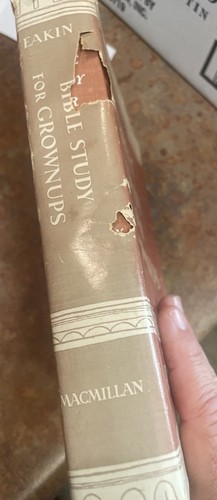 EAKIN
BIBLE STUDY
FOR GROWNUPS
MACMILLAN